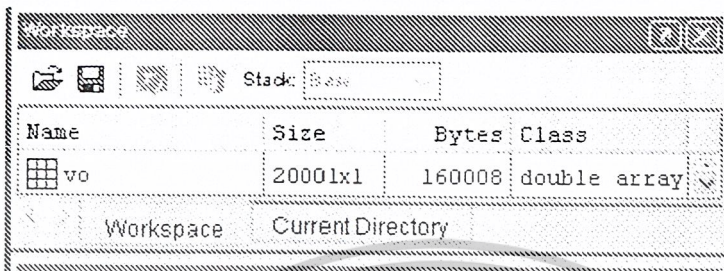 Workspace
Stack: Base
Name Size Bytes Class
vo 20001x1 160008 double array
Workspace Current Directory